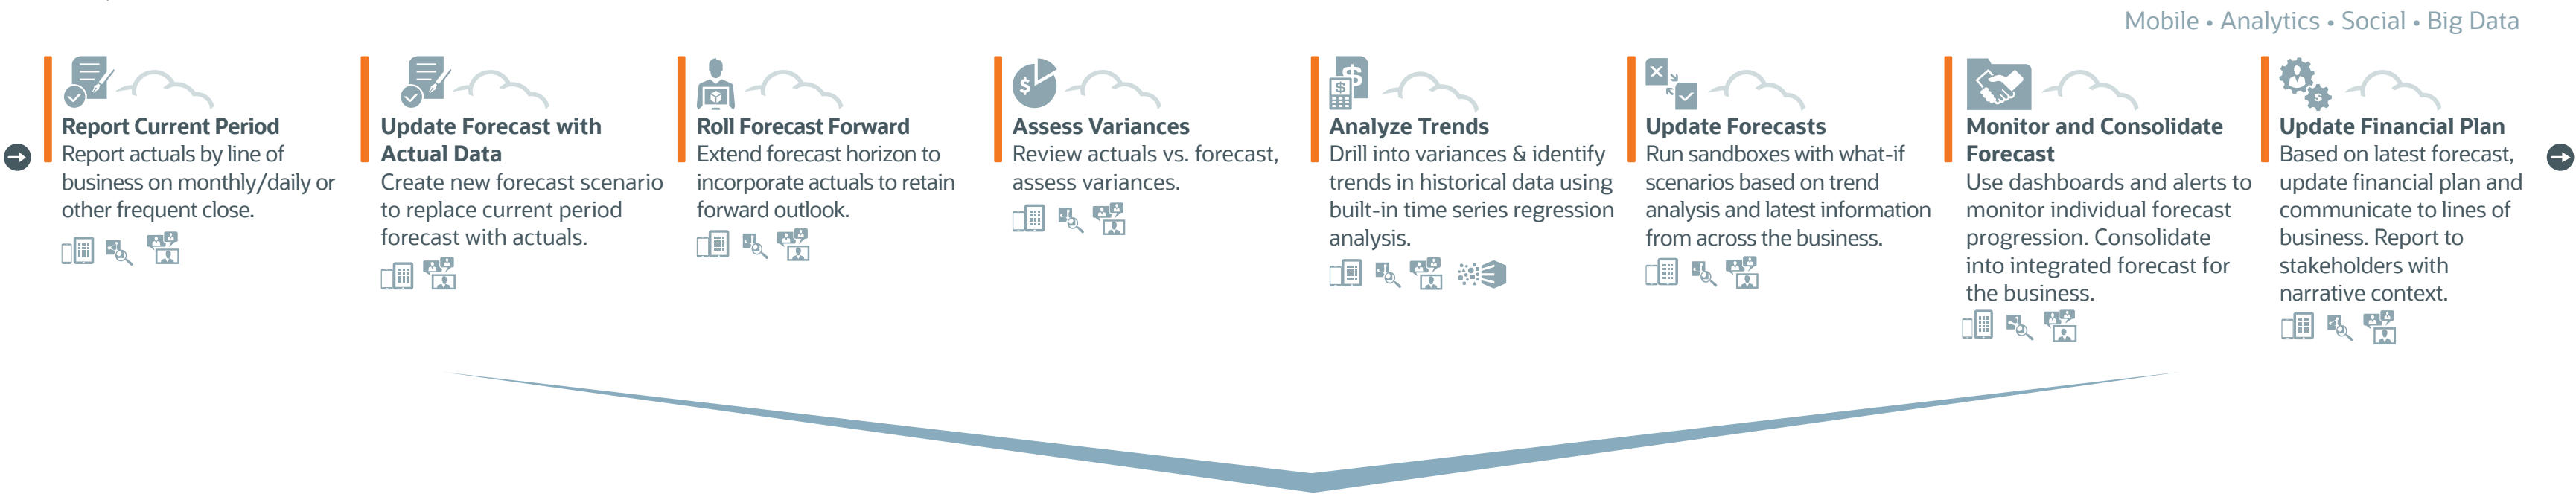 Mobile • Analytics • Social • Big Data
Report Current Period
Report actuals by line of
business on monthly/daily or
other frequent close.
Update Forecast with
Actual Data
Create new forecast scenario
to replace current period
forecast with actuals.
Roll Forecast Forward
Extend forecast horizon to
incorporate actuals to retain
forward outlook.
Assess Variances
Review actuals vs. forecast,
assess variances.
Analyze Trends
Drill into variances & identify
trends in historical data using
built-in time series regression
analysis.
Update Forecasts
Run sandboxes with what-if
scenarios based on trend
analysis and latest information
from across the business.
Monitor and Consolidate
Forecast
Use dashboards and alerts to
monitor individual forecast
progression. Consolidate
into integrated forecast for
the business.
Update Financial Plan
Based on latest forecast,
update financial plan and
communicate to lines of
business. Report to
stakeholders with
narrative context.